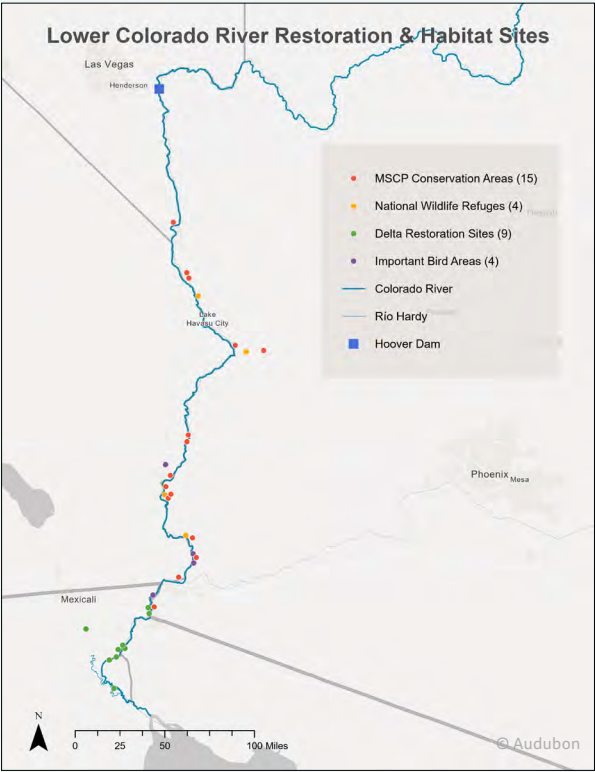 Lower Colorado River Restoration & Habitat Sites
Las Vegas
Henderson
MSCP Conservation Areas (15)
National Wildlife Refuges (4)
Delta Restoration Sites (9)
Important Bird Areas (4)
Colorado River
Río Hardy
Hoover Dam
Lake
Havasu City
Phoenix
Mesa
Mexicali
N
0 25 50 100 Miles
© Audubon